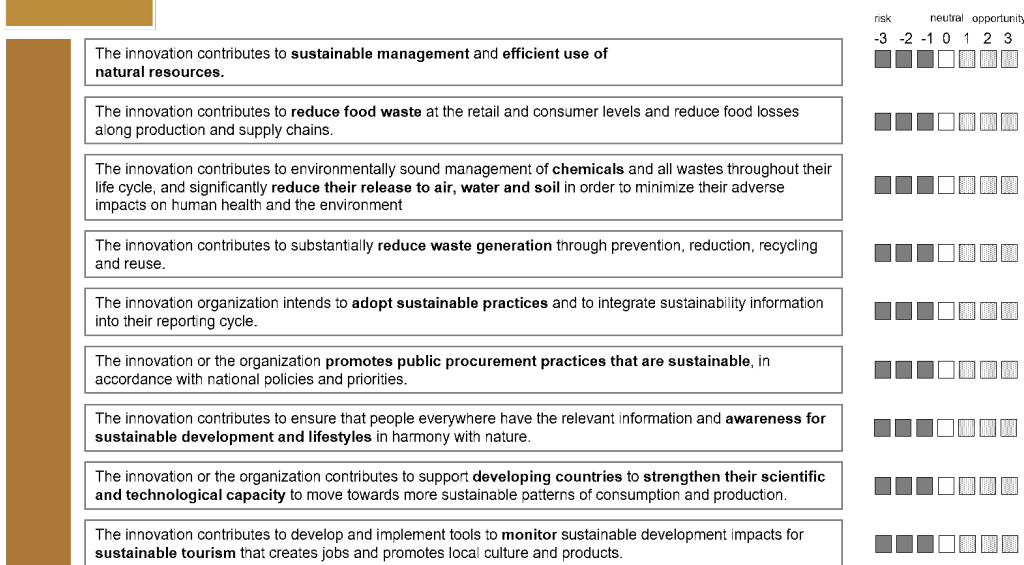 risk neutral opportunity
-3 -2 -1 0 1 2 3
The innovation contributes to sustainable management and efficient use of
natural resources.
The innovation contributes to reduce food waste at the retail and consumer levels and reduce food losses
along production and supply chains.
The innovation contributes to environmentally sound management of chemicals and all wastes throughout their
life cycle, and significantly reduce their release to air, water and soil in order to minimize their adverse
impacts on human health and the environment
The innovation contributes to substantially reduce waste generation through prevention, reduction, recycling
and reuse.
The innovation organization intends to adopt sustainable practices and to integrate sustainability information
into their reporting cycle.
The innovation or the organization promotes public procurement practices that are sustainable, in
accordance with national policies and priorities.
The innovation contributes to ensure that people everywhere have the relevant information and awareness for
sustainable development and lifestyles in harmony with nature.
The innovation or the organization contributes to support developing countries to strengthen their scientific
and technological capacity to move towards more sustainable patterns of consumption and production.
The innovation contributes to develop and implement tools to monitor sustainable development impacts for
sustainable tourism that creates jobs and promotes local culture and products.